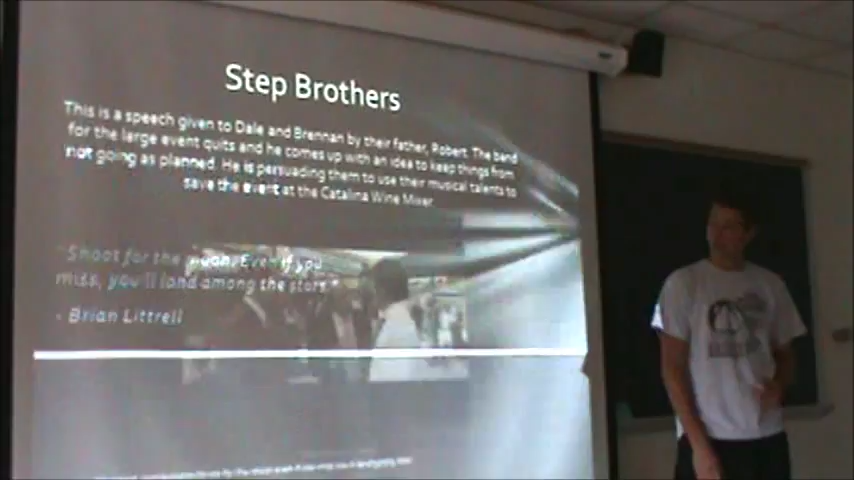 Step Brothers
This is a speech given to Dale and Brennan by their father, Robert. The band
for the large event quits and he comes up with an idea to keep things from
not going as planned. He is persuading them to use their musical talents to
save the event at the Catalina Wine Mixer.
"Shoot for the moon. Even if you
miss, you'll land among the stars."
- Brian Littrell